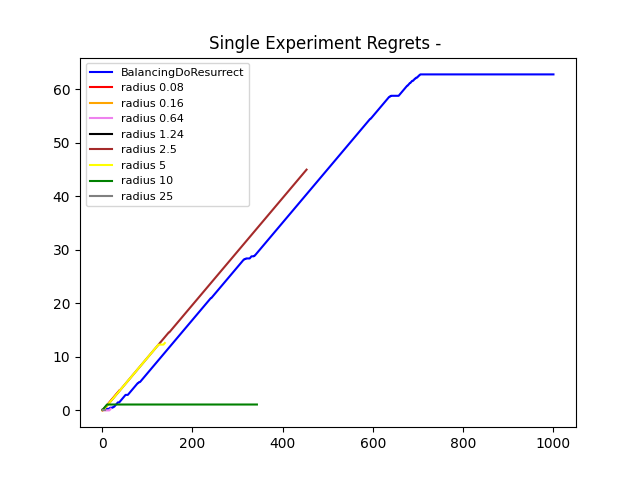 Single Experiment Regrets -
BalancingDoResurrect
radius 0.08
radius 0.16
radius 0.64
radius 1.24
radius 2.5
radius 5
radius 10
radius 25
60
50
40
30
20
10
0
0 200 400 600 800 1000